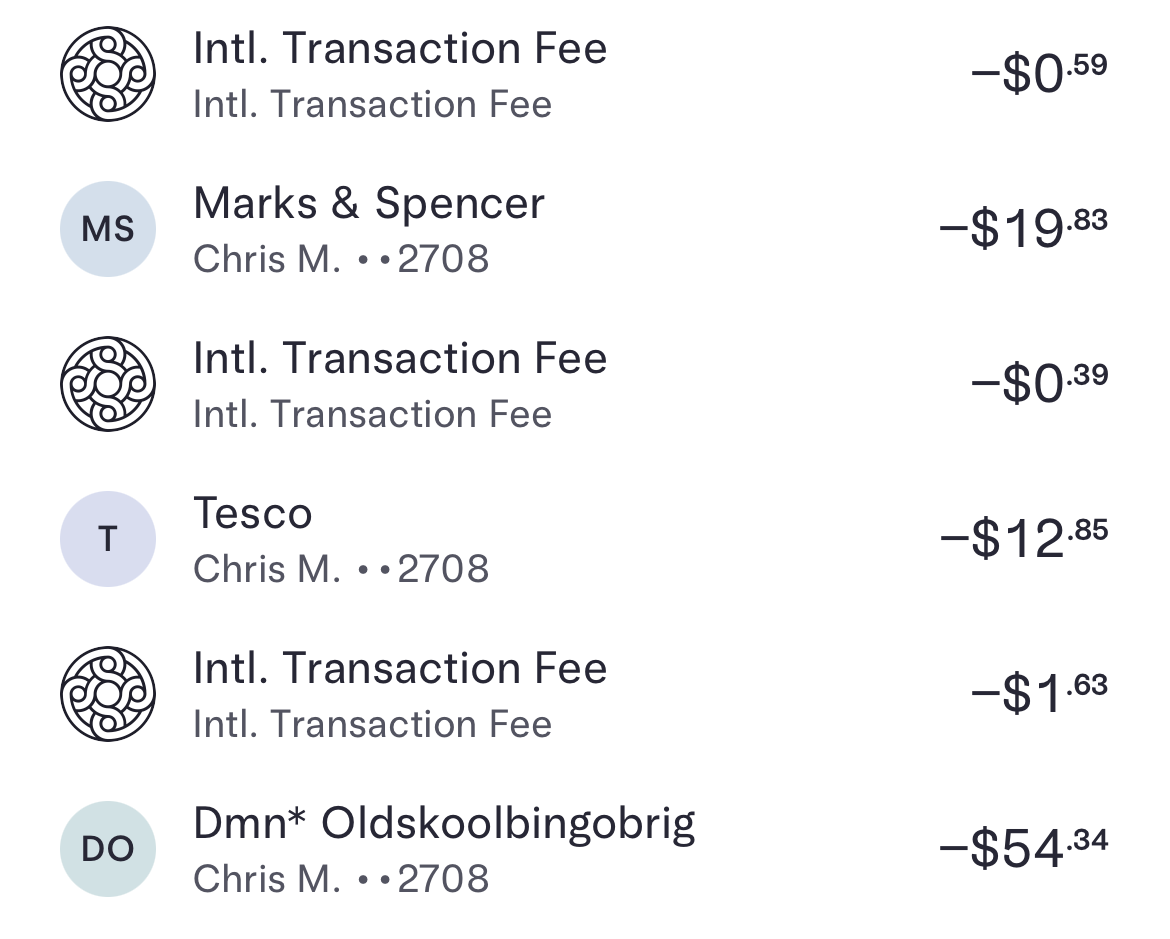 Intl. Transaction Fee
Intl. Transaction Fee
–$0.59
MS
Marks & Spencer
Chris M. ••2708
–$19.83
Intl. Transaction Fee
Intl. Transaction Fee
–$0.39
T
Tesco
Chris M. ••2708
–$12.85
Intl. Transaction Fee
Intl. Transaction Fee
–$1.63
DO
Dmn* Oldskoolbingobrig
Chris M. ••2708
–$54.34